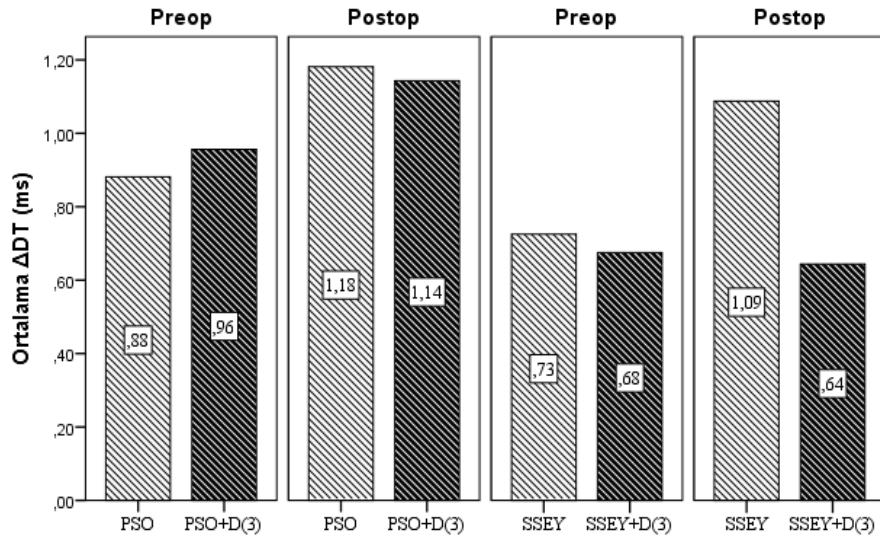 Preop Postop Preop Postop
Ortalama ΔDT (ms)
1,20
1,00
,80
,60
,40
,20
,00
,88 ,96 1,18 1,14 ,73 ,68 1,09 ,64
PSO PSO+D(3) PSO PSO+D(3) SSEY SSEY+D(3) SSEY SSEY+D(3)